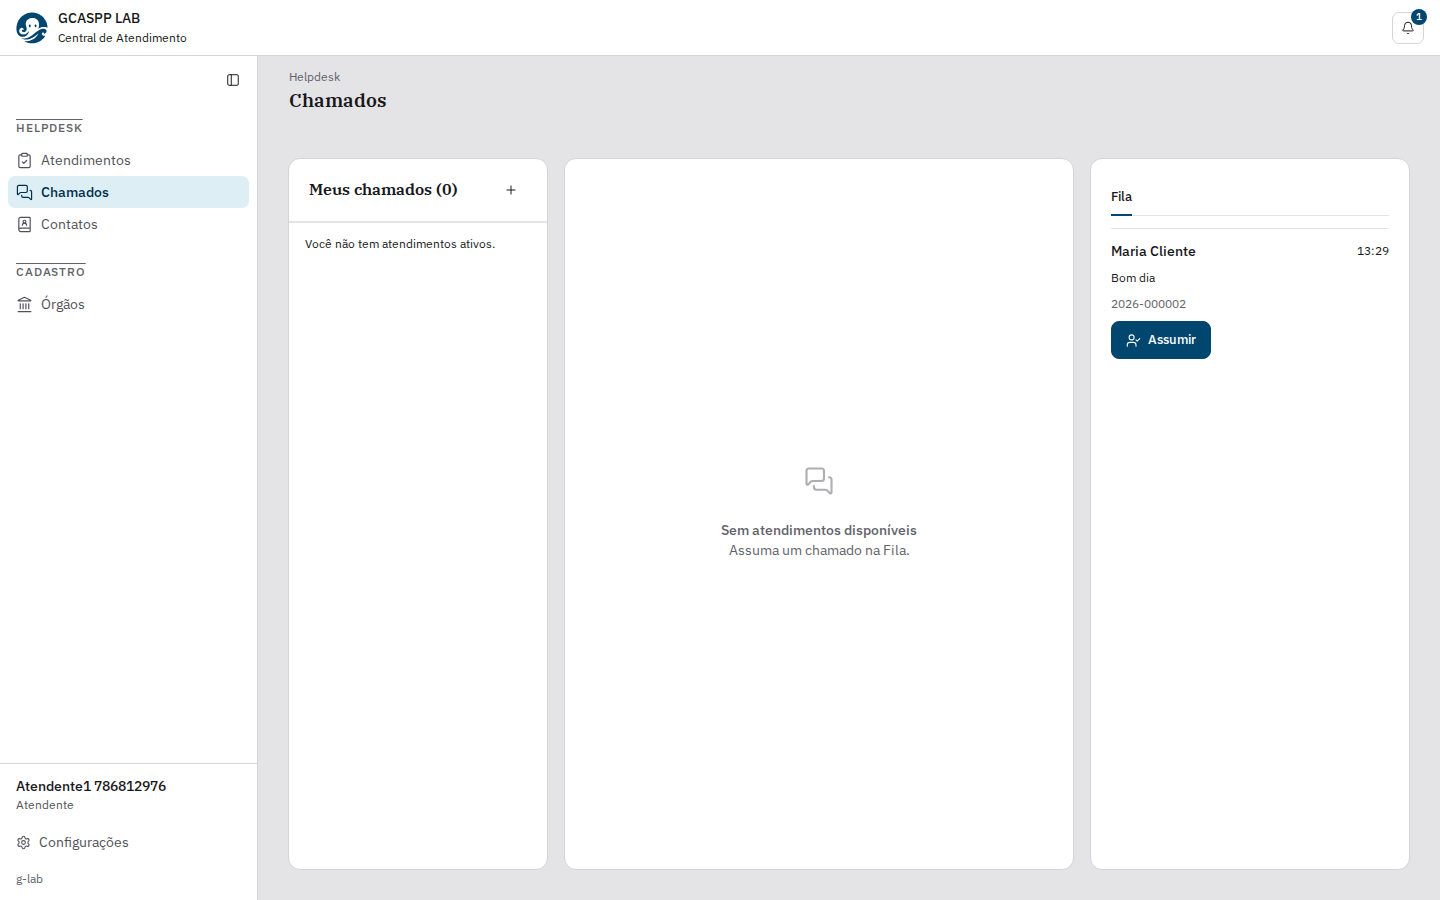 GCASPP LAB
Central de Atendimento
1
HELPDESK
Atendimentos
Chamados
Contatos
CADASTRO
Órgãos
Atendente1 786812976
Atendente
Configurações
g-lab
Helpdesk
Chamados
Meus chamados (0)
Você não tem atendimentos ativos.
Sem atendimentos disponíveis
Assuma um chamado na Fila.
Fila
Maria Cliente 13:29
Bom dia
2026-000002
Assumir